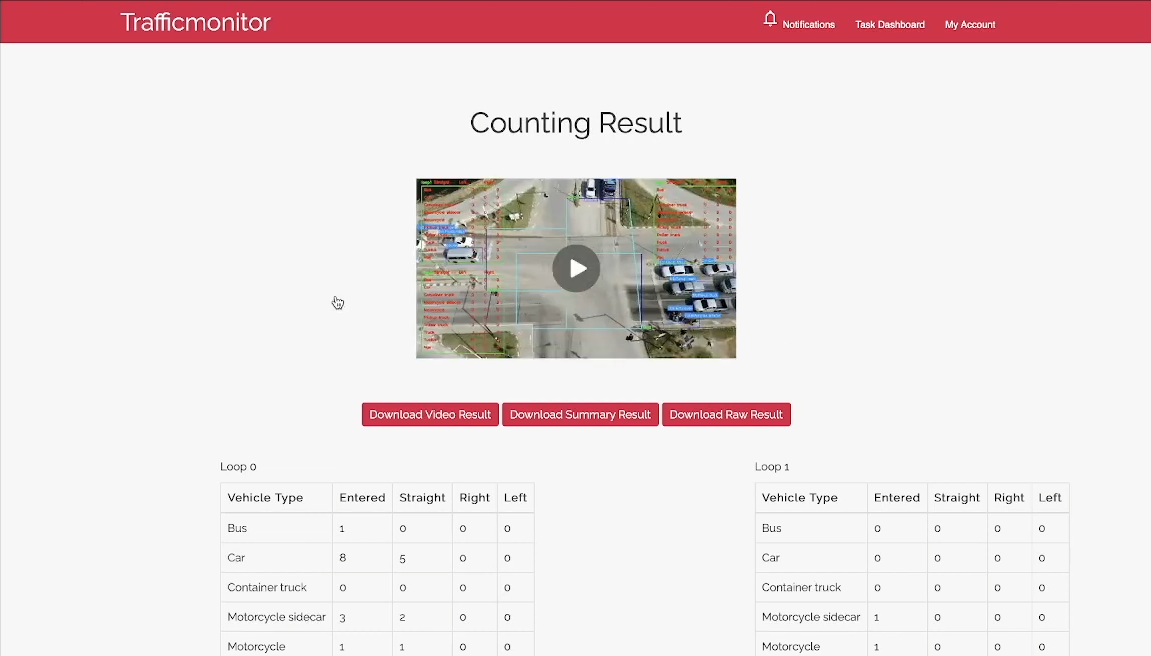 Trafficmonitor
Notifications Task Dashboard My Account
Counting Result
Download Video Result Download Summary Result Download Raw Result
Loop 0
Vehicle Type Entered Straight Right Left
Bus 1 0 0 0
Car 8 5 0 0
Container truck 0 0 0 0
Motorcycle sidecar 3 2 0 0
Motorcycle 1 1 0 0
Loop 1
Vehicle Type Entered Straight Right Left
Bus 0 0 0 0
Car 0 0 0 0
Container truck 0 0 0 0
Motorcycle sidecar 1 0 0 0
Motorcycle 1 0 0 0